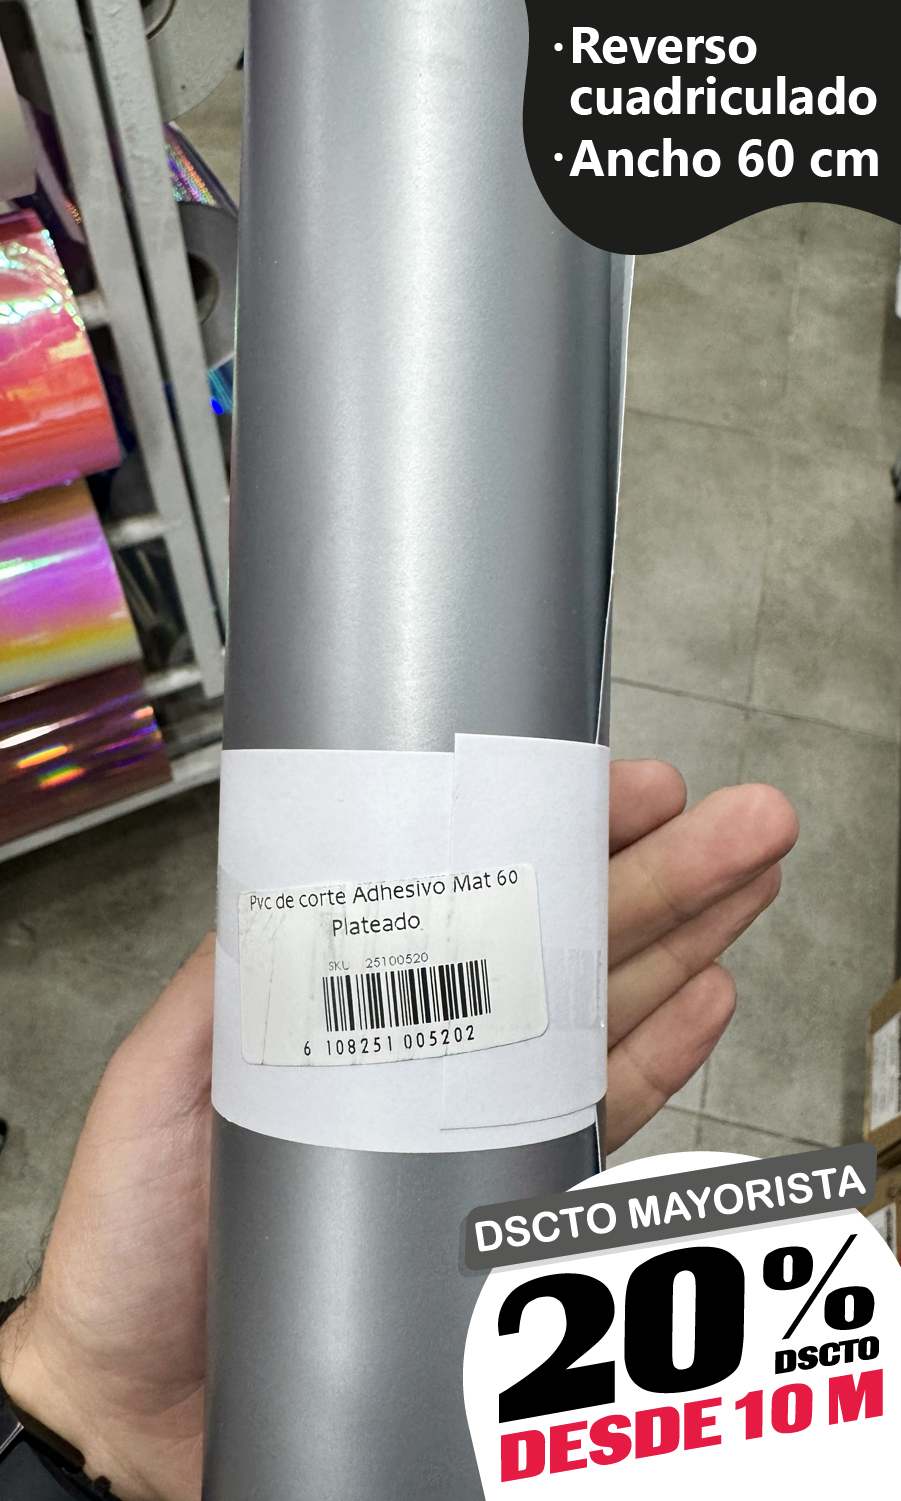 · Reverso
cuadriculado
· Ancho 60 cm
Pvc de corte Adhesivo Mat 60
Plateado
SKU 25100520
6 108251 005202
DSCTO MAYORISTA
20%
DSCTO
DESDE 10 M